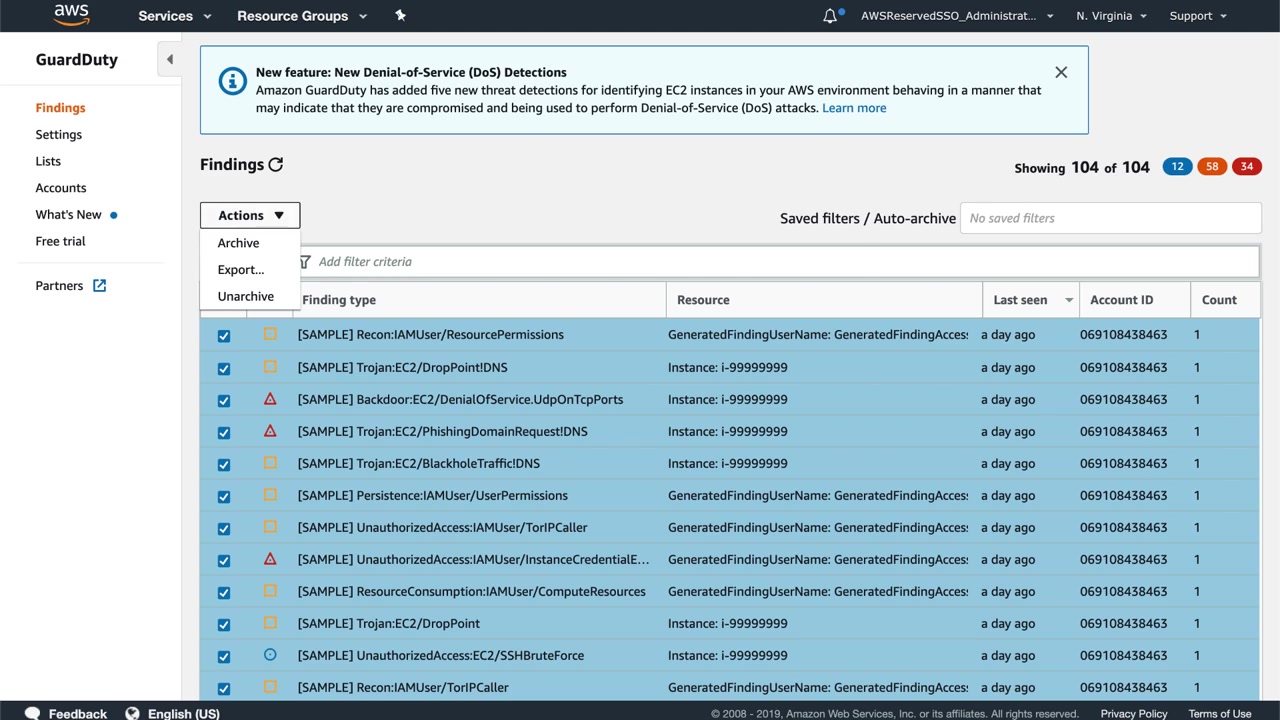 aws
Services
Resource Groups
AWSReservedSSO_Administrat...
N. Virginia
Support
GuardDuty
Findings
Settings
Lists
Accounts
What's New
Free trial
Partners
New feature: New Denial-of-Service (DoS) Detections
Amazon GuardDuty has added five new threat detections for identifying EC2 instances in your AWS environment behaving in a manner that
may indicate that they are compromised and being used to perform Denial-of-Service (DoS) attacks. Learn more
Findings
Showing 104 of 104 12 58 34
Actions
Saved filters / Auto-archive No saved filters
Archive
Export...
Unarchive
Add filter criteria
Finding type Resource Last seen Account ID Count
[SAMPLE] Recon:IAMUser/ResourcePermissions GeneratedFindingUserName: GeneratedFindingAcces: a day ago 069108438463 1
[SAMPLE] Trojan:EC2/DropPoint!DNS Instance: i-99999999 a day ago 069108438463 1
[SAMPLE] Backdoor:EC2/DenialOfService.UdpOnTcpPorts Instance: i-99999999 a day ago 069108438463 1
[SAMPLE] Trojan:EC2/PhishingDomainRequest!DNS Instance: i-99999999 a day ago 069108438463 1
[SAMPLE] Trojan:EC2/BlackholeTraffic!DNS Instance: i-99999999 a day ago 069108438463 1
[SAMPLE] Persistence:IAMUser/UserPermissions GeneratedFindingUserName: GeneratedFindingAcces: a day ago 069108438463 1
[SAMPLE] UnauthorizedAccess:IAMUser/TorIPCaller GeneratedFindingUserName: GeneratedFindingAcces: a day ago 069108438463 1
[SAMPLE] UnauthorizedAccess:IAMUser/InstanceCredentialE... GeneratedFindingUserName: GeneratedFindingAcces: a day ago 069108438463 1
[SAMPLE] ResourceConsumption:IAMUser/ComputeResources GeneratedFindingUserName: GeneratedFindingAcces: a day ago 069108438463 1
[SAMPLE] Trojan:EC2/DropPoint Instance: i-99999999 a day ago 069108438463 1
[SAMPLE] UnauthorizedAccess:EC2/SSHBruteForce Instance: i-99999999 a day ago 069108438463 1
[SAMPLE] Recon:IAMUser/TorIPCaller GeneratedFindingUserName: GeneratedFindingAcces: a day ago 069108438463 1
Feedback English (US) © 2008 - 2019, Amazon Web Services, Inc. or its affiliates. All rights reserved. Privacy Policy Terms of Use